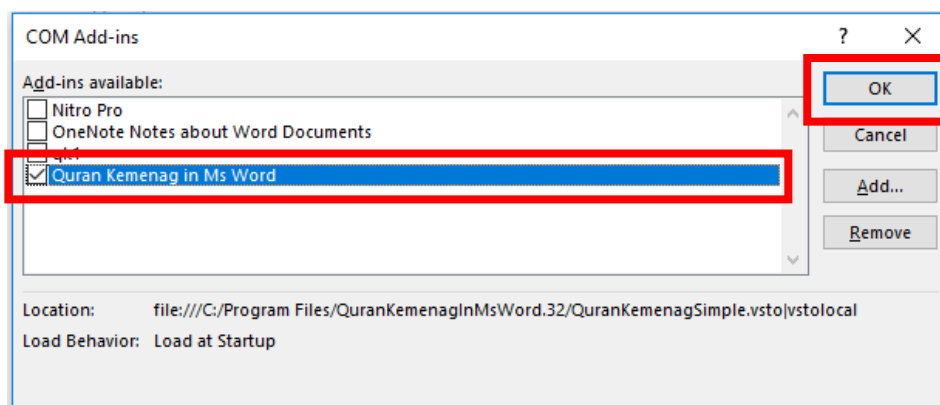 COM Add-ins
?
Add-ins available:
OK
Nitro Pro
OneNote Notes about Word Documents
Cancel
Quran Kemenag in Ms Word
Add...
Remove
Location: file:///C:/Program Files/QuranKemenagInMsWord.32/QuranKemenagSimple.vsto|vstolocal
Load Behavior: Load at Startup